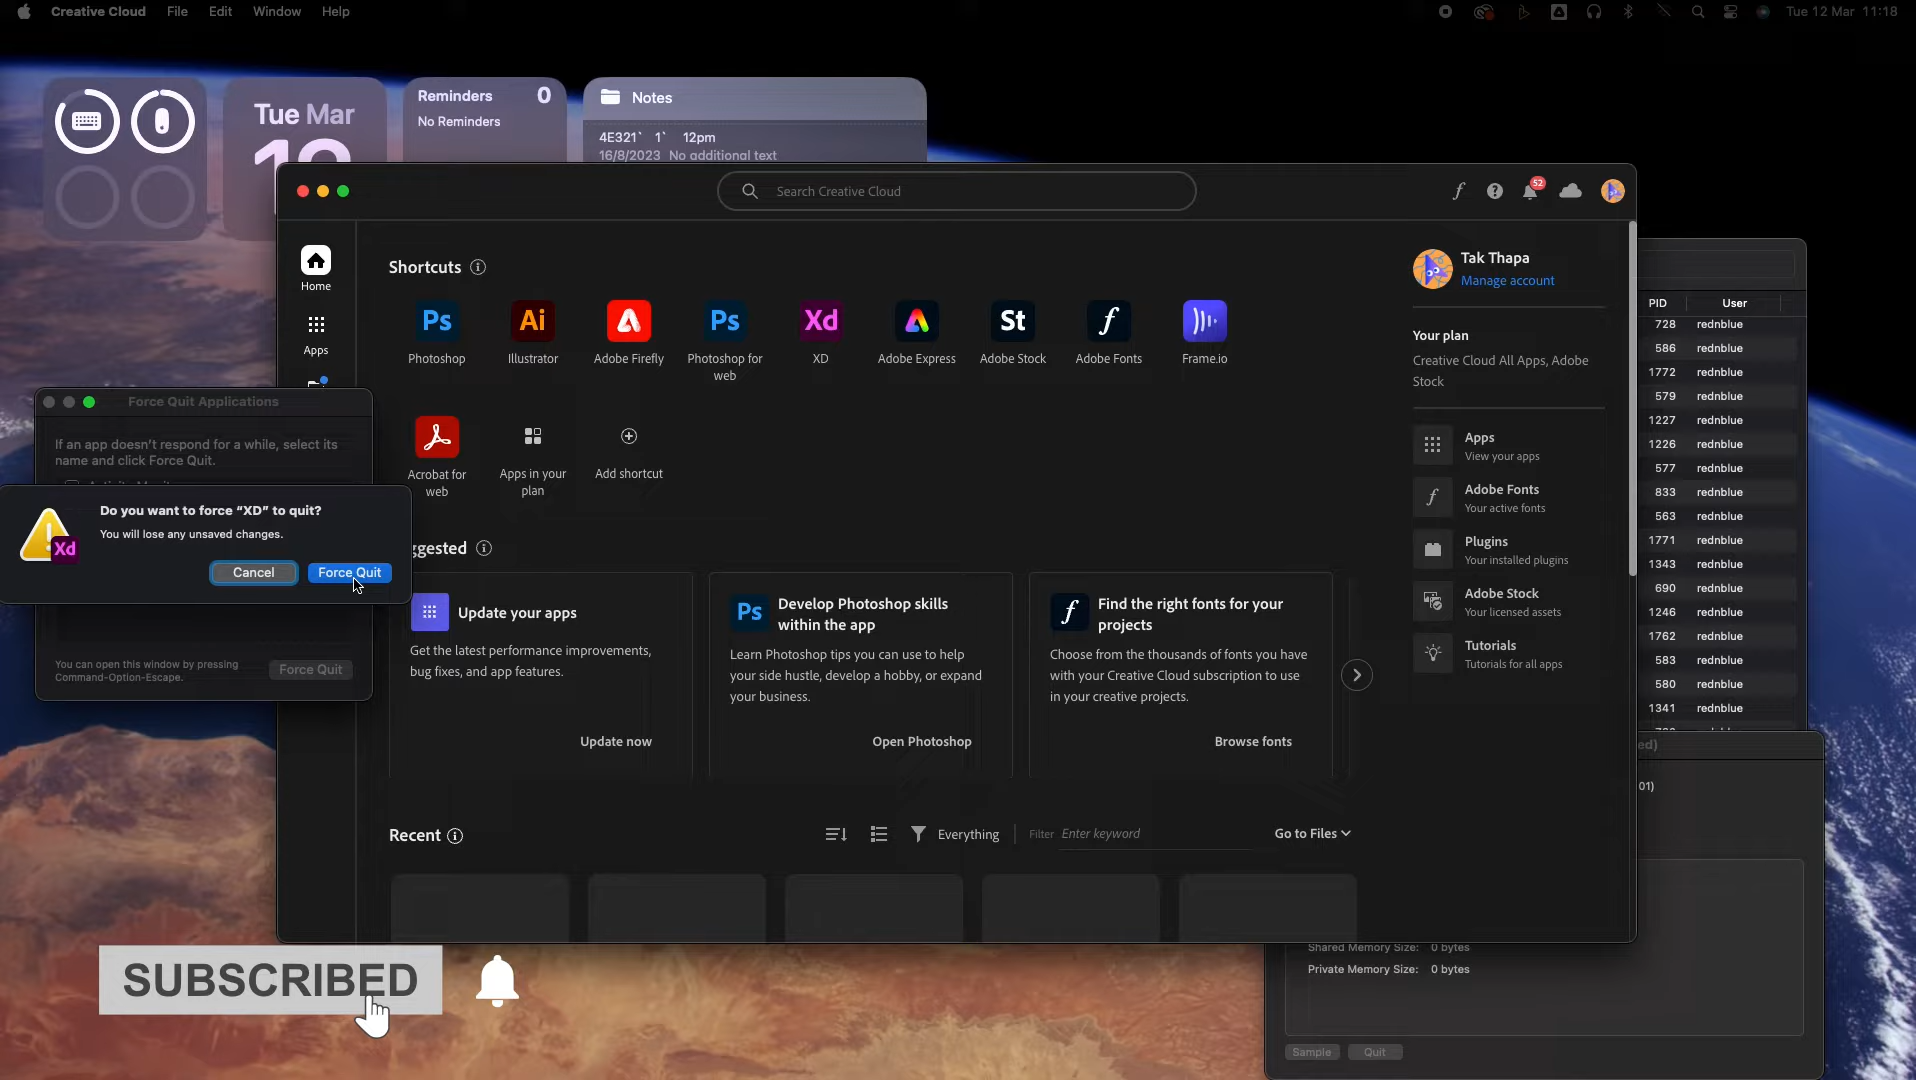 Creative Cloud File Edit Window Help
Tue 12 Mar 11:18
Tue Mar
Reminders 0
No Reminders
Notes
4E321` 1` 12pm
16/8/2023 No additional text
Search Creative Cloud
52
Home
Apps
Shortcuts
Ps
Ai
Xd
St
Photoshop
Illustrator
Adobe Firefly
Photoshop for
web
XD
Adobe Express
Adobe Stock
Adobe Fonts
Frame.io
Acrobat for
web
Apps in your
plan
Add shortcut
Tak Thapa
Manage account
Your plan
Creative Cloud All Apps, Adobe
Stock
Apps
View your apps
Adobe Fonts
Your active fonts
Plugins
Your installed plugins
Adobe Stock
Your licensed assets
Tutorials
Tutorials for all apps
Force Quit Applications
If an app doesn't respond for a while, select its
name and click Force Quit.
Do you want to force “XD” to quit?
You will lose any unsaved changes.
Xd
Cancel
Force Quit
You can open this window by pressing
Command-Option-Escape.
Force Quit
ggested
Update your apps
Get the latest performance improvements,
bug fixes, and app features.
Update now
Ps
Develop Photoshop skills
within the app
Learn Photoshop tips you can use to help
your side hustle, develop a hobby, or expand
your business.
Open Photoshop
Find the right fonts for your
projects
Choose from the thousands of fonts you have
with your Creative Cloud subscription to use
in your creative projects.
Browse fonts
Recent
Everything
Filter Enter keyword
Go to Files
PID User
728 rednblue
586 rednblue
1772 rednblue
579 rednblue
1227 rednblue
1226 rednblue
577 rednblue
833 rednblue
563 rednblue
1771 rednblue
1343 rednblue
690 rednblue
1246 rednblue
1762 rednblue
583 rednblue
580 rednblue
1341 rednblue
ed)
01)
Shared Memory Size: 0 bytes
Private Memory Size: 0 bytes
Sample
Quit
SUBSCRIBED